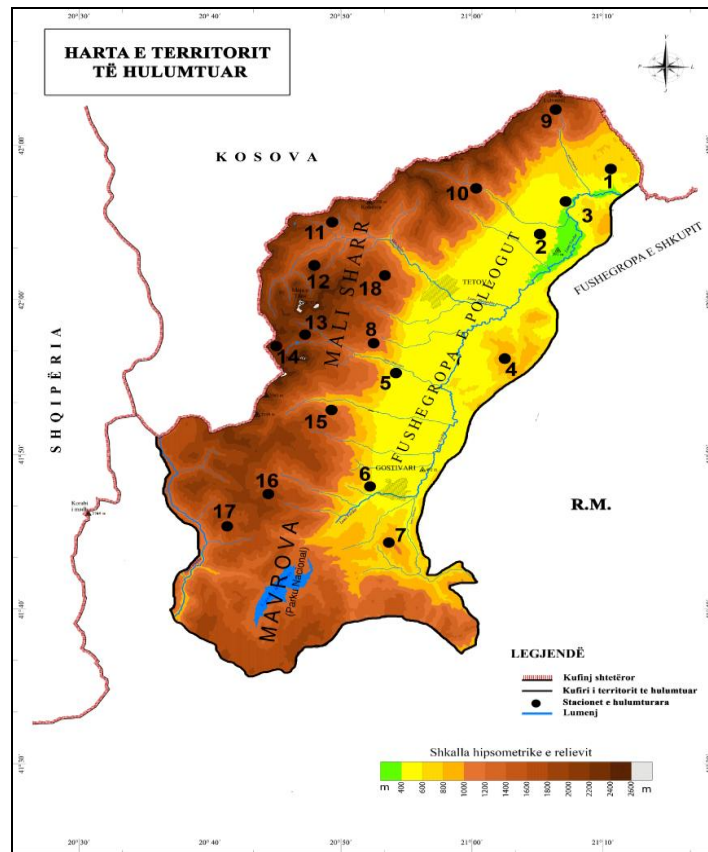 20°30'
20°40'
20°50'
21°00'
21°10'
HARTA E TERRITORIT
TË HULUMTUAR
V
P
L
J
KOSOVA
42°00'
9
1
10
3
11
2
12
18
TETOVA
FUSHEGROPA E SHKUPIT
42°00'
MALI SHARR
FUSHEGROPA E POLLOGUT
13
14
8
5
4
SHQIPËRIA
15
41°50'
6
GOSTIVARI
16
17
7
R.M.
Korabi
i madh
MAVROVA
(Parku Nacional)
41°40'
LEGJENDË
Kufinj shtetëror
Kufiri i territorit te hulumtuar
Stacionet e hulumturara
Lumenj
41°30'
Shkalla hipsometrike e relievit
m 400 600 800 1000 1200 1400 1600 1800 2000 2200 2400 2600 m
20°30'
20°40'
20°50'
21°00'
21°10'